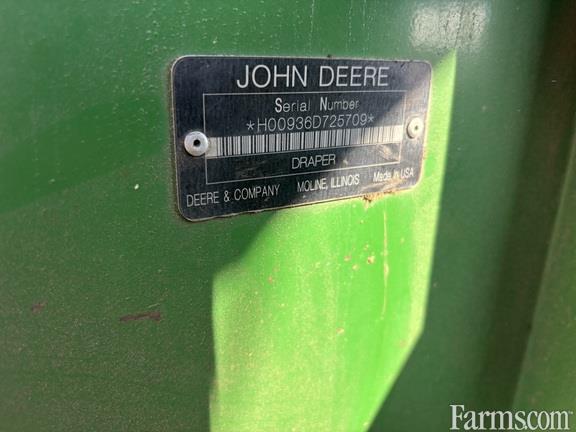 JOHN DEERE
Serial Number
*H00936D725709*
DRAPER
DEERE & COMPANY MOLINE, ILLINOIS Made In USA
Farms.com